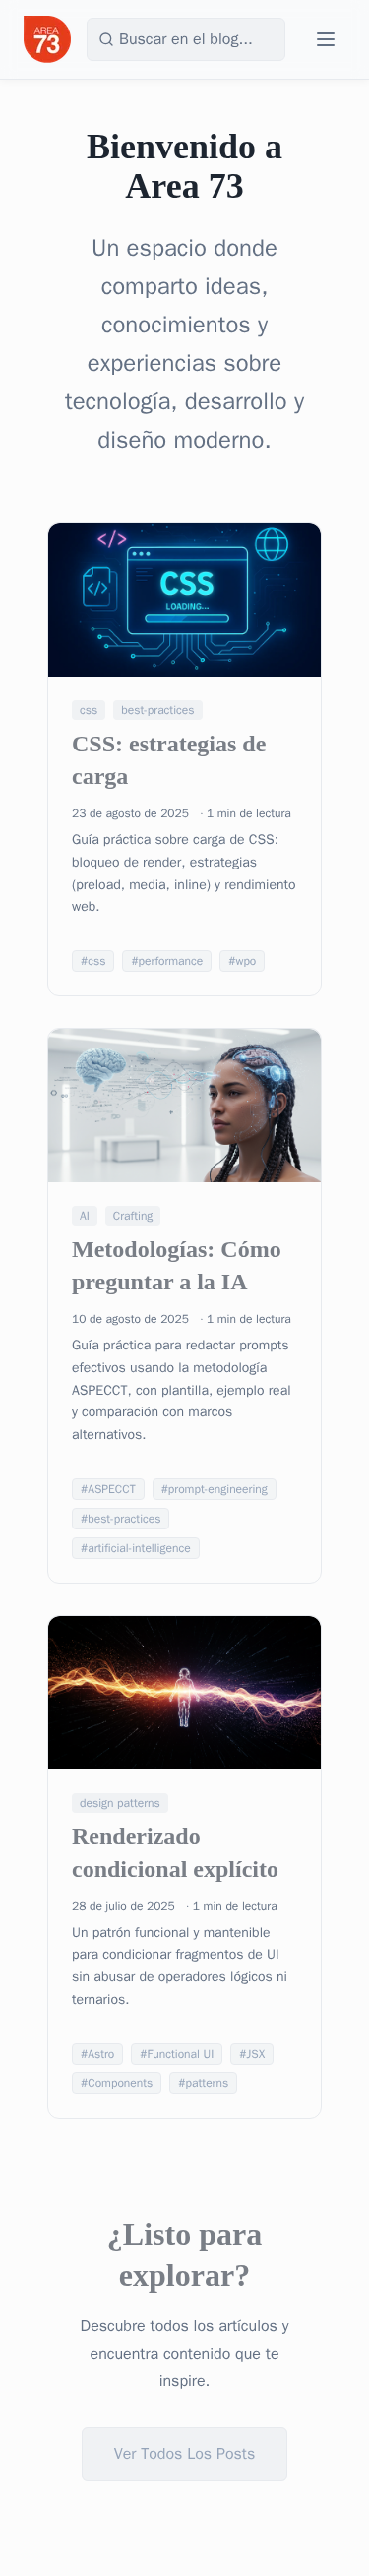 AREA
73
Buscar en el blog...
Bienvenido a
Area 73
Un espacio donde
comparto ideas,
conocimientos y
experiencias sobre
tecnología, desarrollo y
diseño moderno.
</>
CSS
LOADING...
css best-practices
CSS: estrategias de
carga
23 de agosto de 2025 · 1 min de lectura
Guía práctica sobre carga de CSS:
bloqueo de render, estrategias
(preload, media, inline) y rendimiento
web.
#css #performance #wpo
AI Crafting
Metodologías: Cómo
preguntar a la IA
10 de agosto de 2025 · 1 min de lectura
Guía práctica para redactar prompts
efectivos usando la metodología
ASPECCT, con plantilla, ejemplo real
y comparación con marcos
alternativos.
#ASPECCT #prompt-engineering
#best-practices
#artificial-intelligence
design patterns
Renderizado
condicional explícito
28 de julio de 2025 · 1 min de lectura
Un patrón funcional y mantenible
para condicionar fragmentos de UI
sin abusar de operadores lógicos ni
ternarios.
#Astro #Functional UI #JSX
#Components #patterns
¿Listo para
explorar?
Descubre todos los artículos y
encuentra contenido que te
inspire.
Ver Todos Los Posts